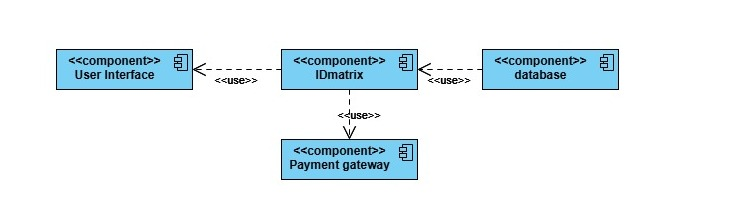 <<component>>
User Interface
<<use>>
<<component>>
IDmatrix
<<use>>
<<component>>
database
<<use>>
<<component>>
Payment gateway